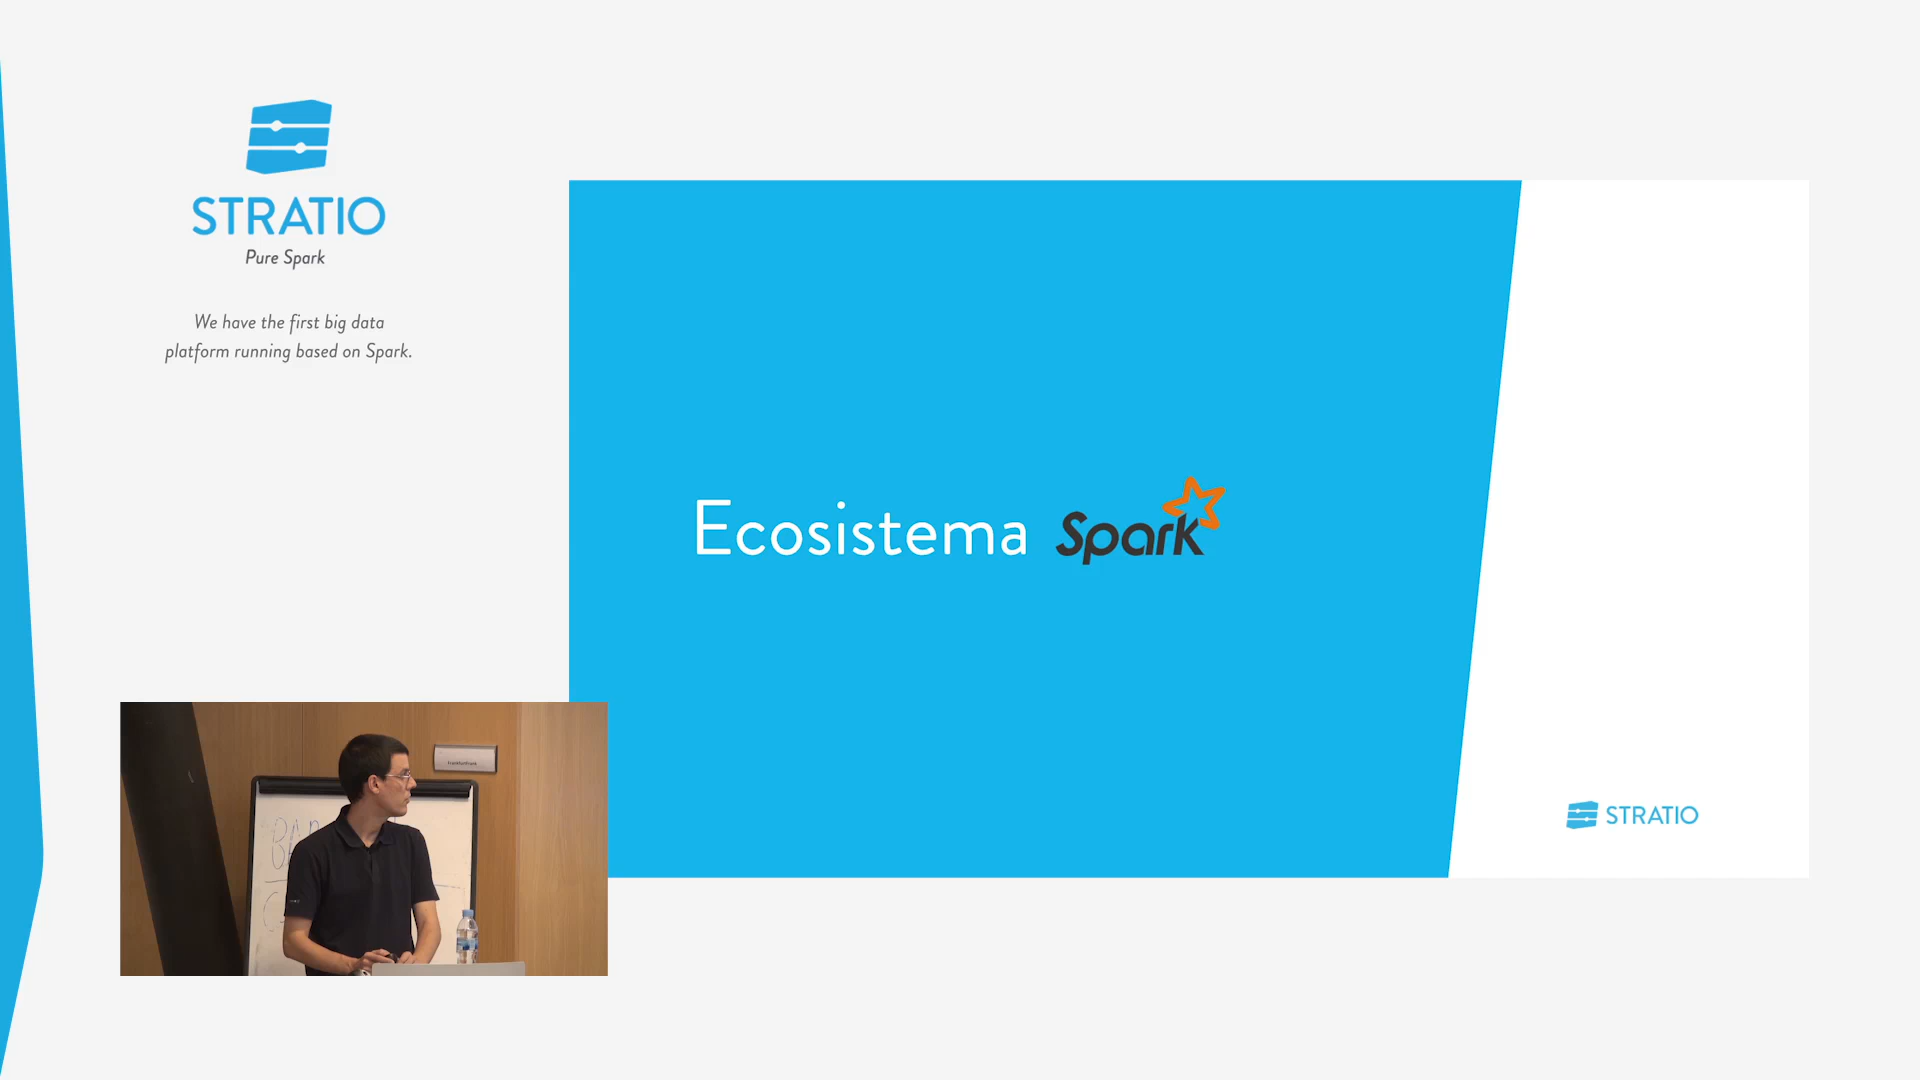 STRATIO
Pure Spark
We have the first big data
platform running based on Spark.
Ecosistema Spark
STRATIO